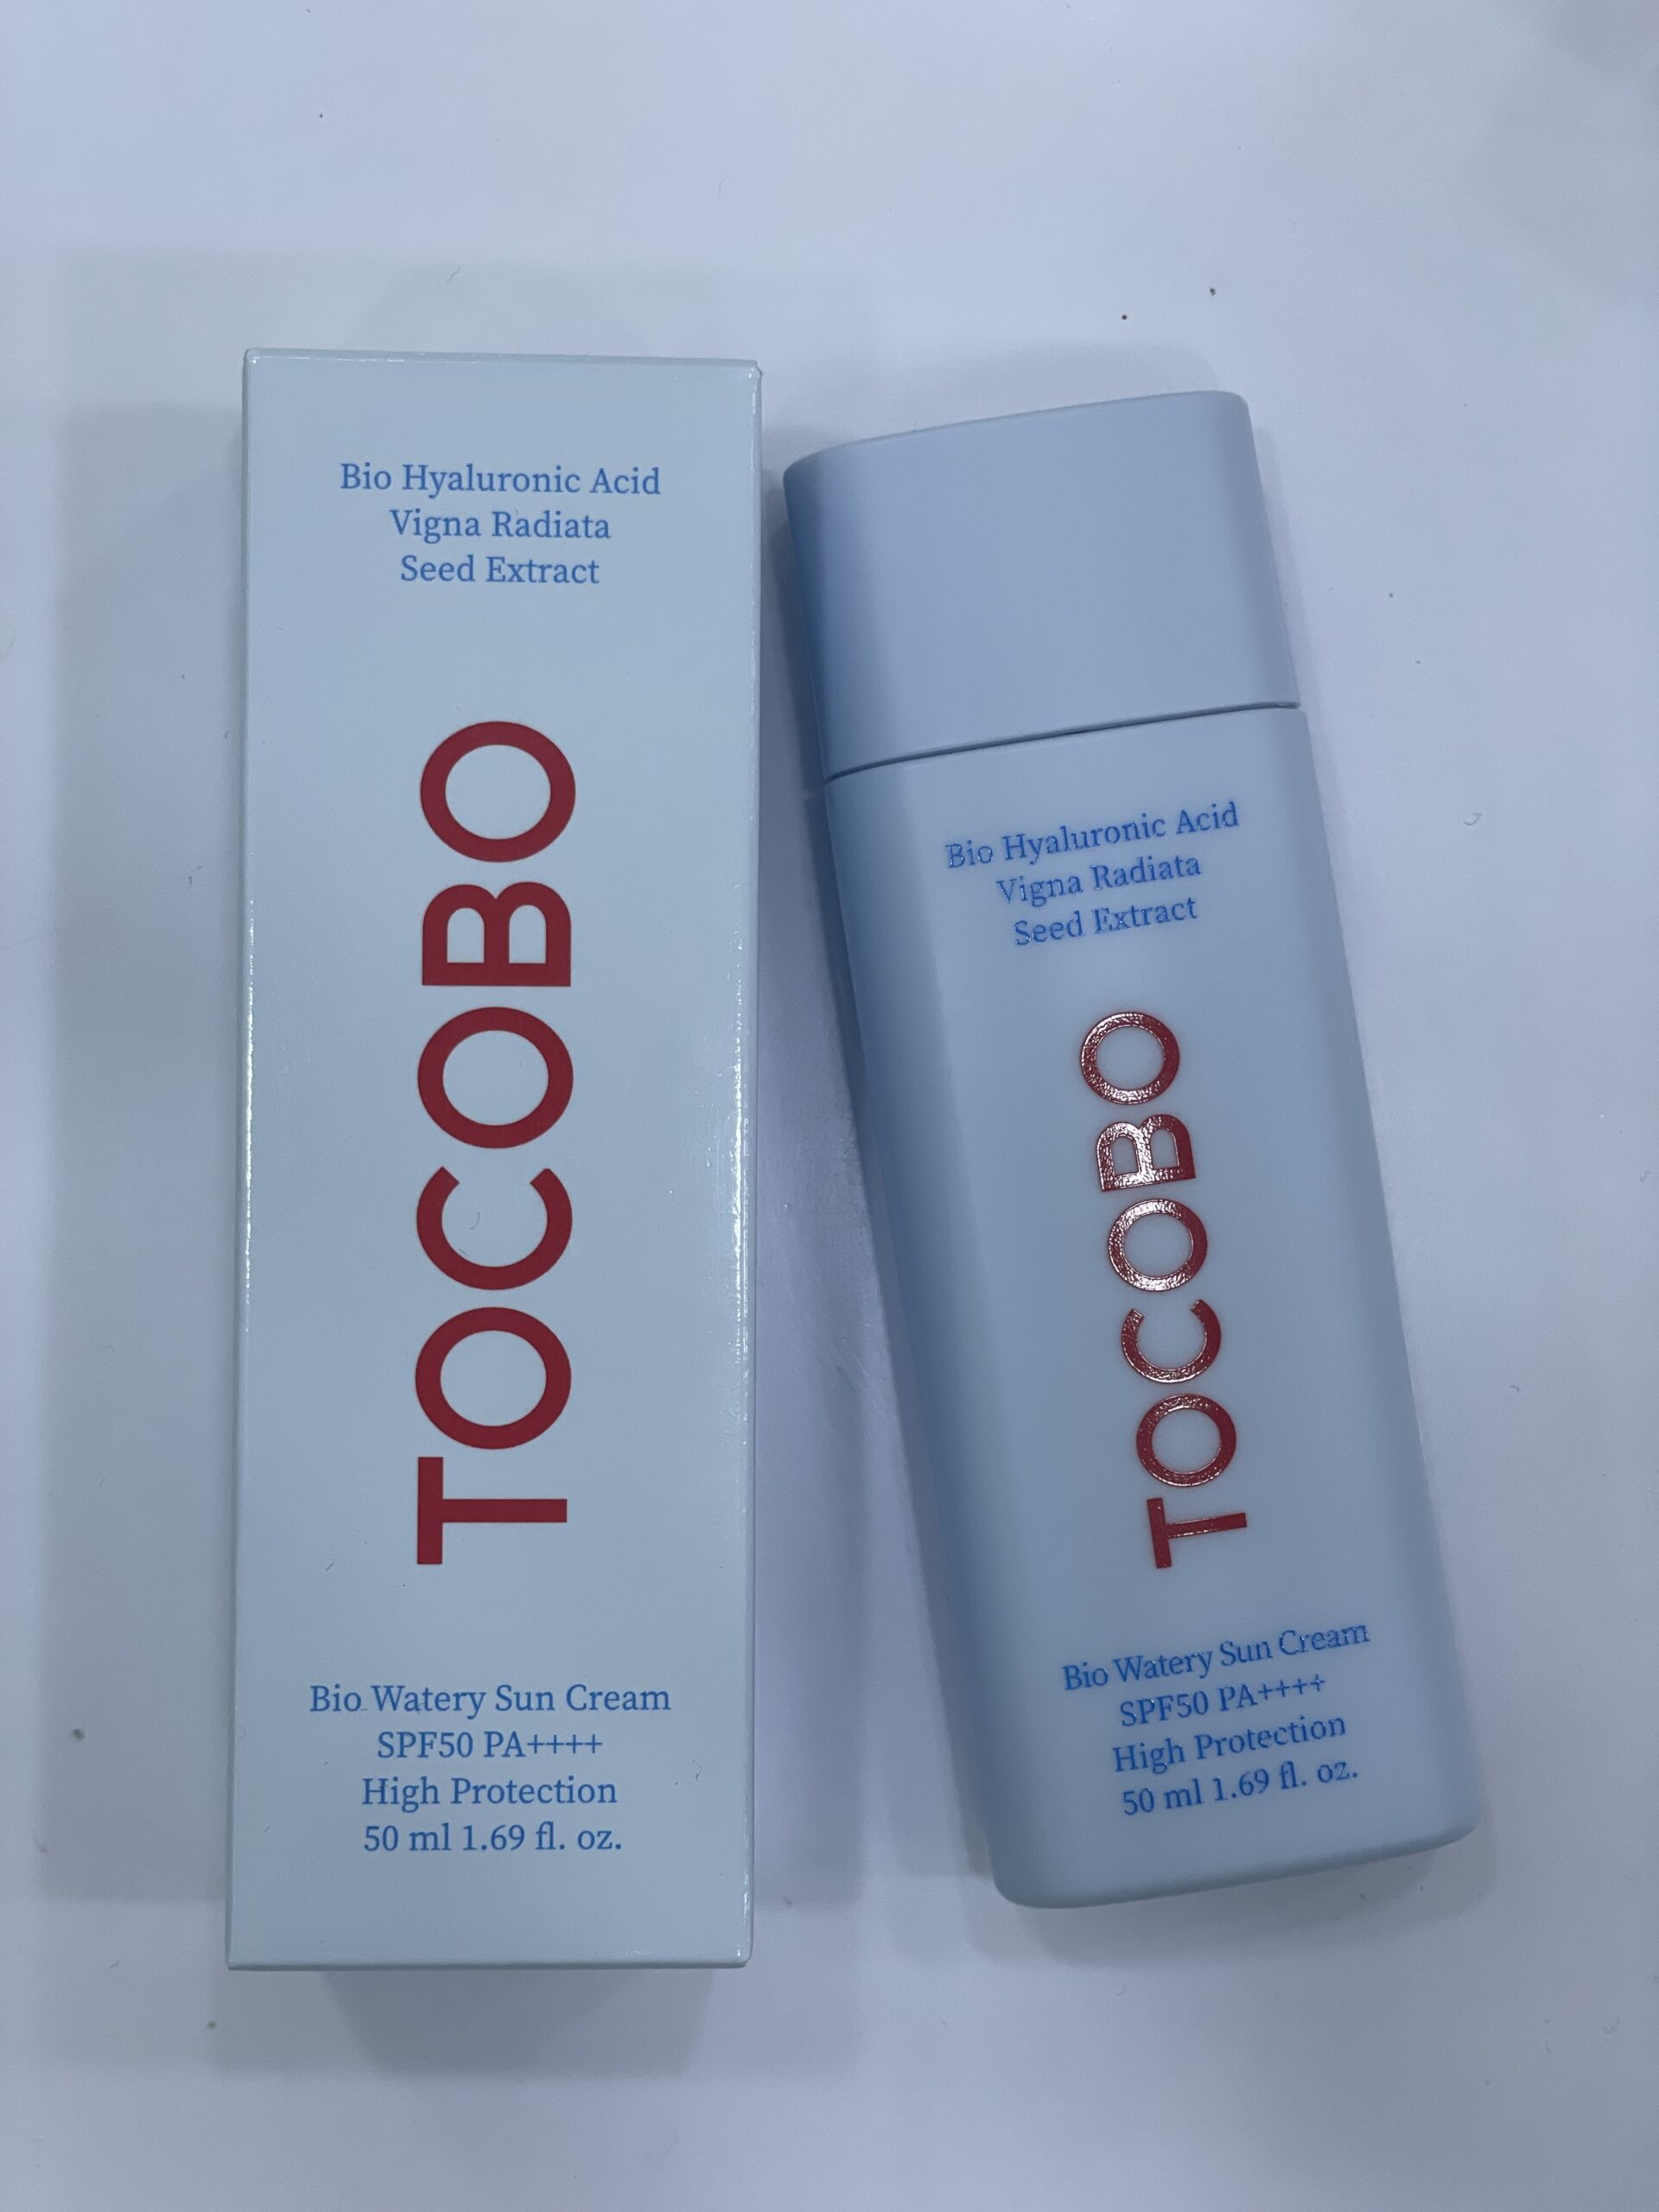 Bio Hyaluronic Acid
Vigna Radiata
Seed Extract
TOCOBO
Bio Watery Sun Cream
SPF50 PA++++
High Protection
50 ml 1.69 fl. oz.
Bio Hyaluronic Acid
Vigna Radiata
Seed Extract
TOCOBO
Bio Watery Sun Cream
SPF50 PA++++
High Protection
50 ml 1.69 fl. oz.